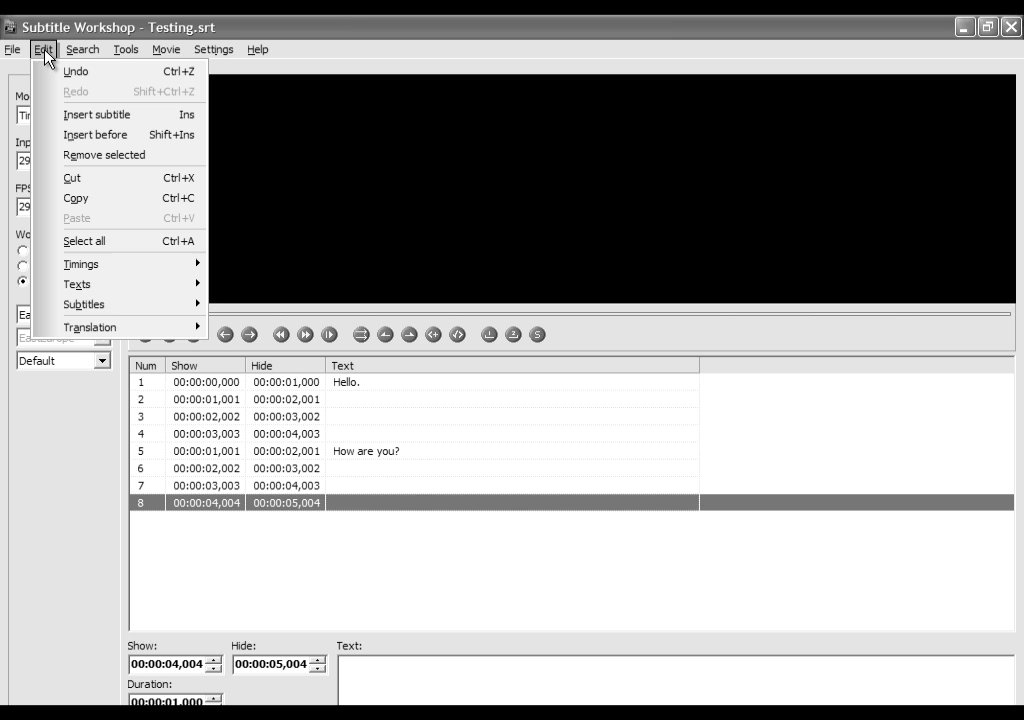 Subtitle Workshop - Testing.srt
File Edit Search Tools Movie Settings Help
Undo Ctrl+Z
Redo Shift+Ctrl+Z
Insert subtitle Ins
Insert before Shift+Ins
Remove selected
Cut Ctrl+X
Copy Ctrl+C
Paste Ctrl+V
Select all Ctrl+A
Timings
Texts
Subtitles
Translation
Default
Num Show Hide Text
1 00:00:00,000 00:00:01,000 Hello.
2 00:00:01,001 00:00:02,001
3 00:00:02,002 00:00:03,002
4 00:00:03,003 00:00:04,003
5 00:00:01,001 00:00:02,001 How are you?
6 00:00:02,002 00:00:03,002
7 00:00:03,003 00:00:04,003
8 00:00:04,004 00:00:05,004
Show: Hide: Text:
00:00:04,004 00:00:05,004
Duration:
00:00:01,000